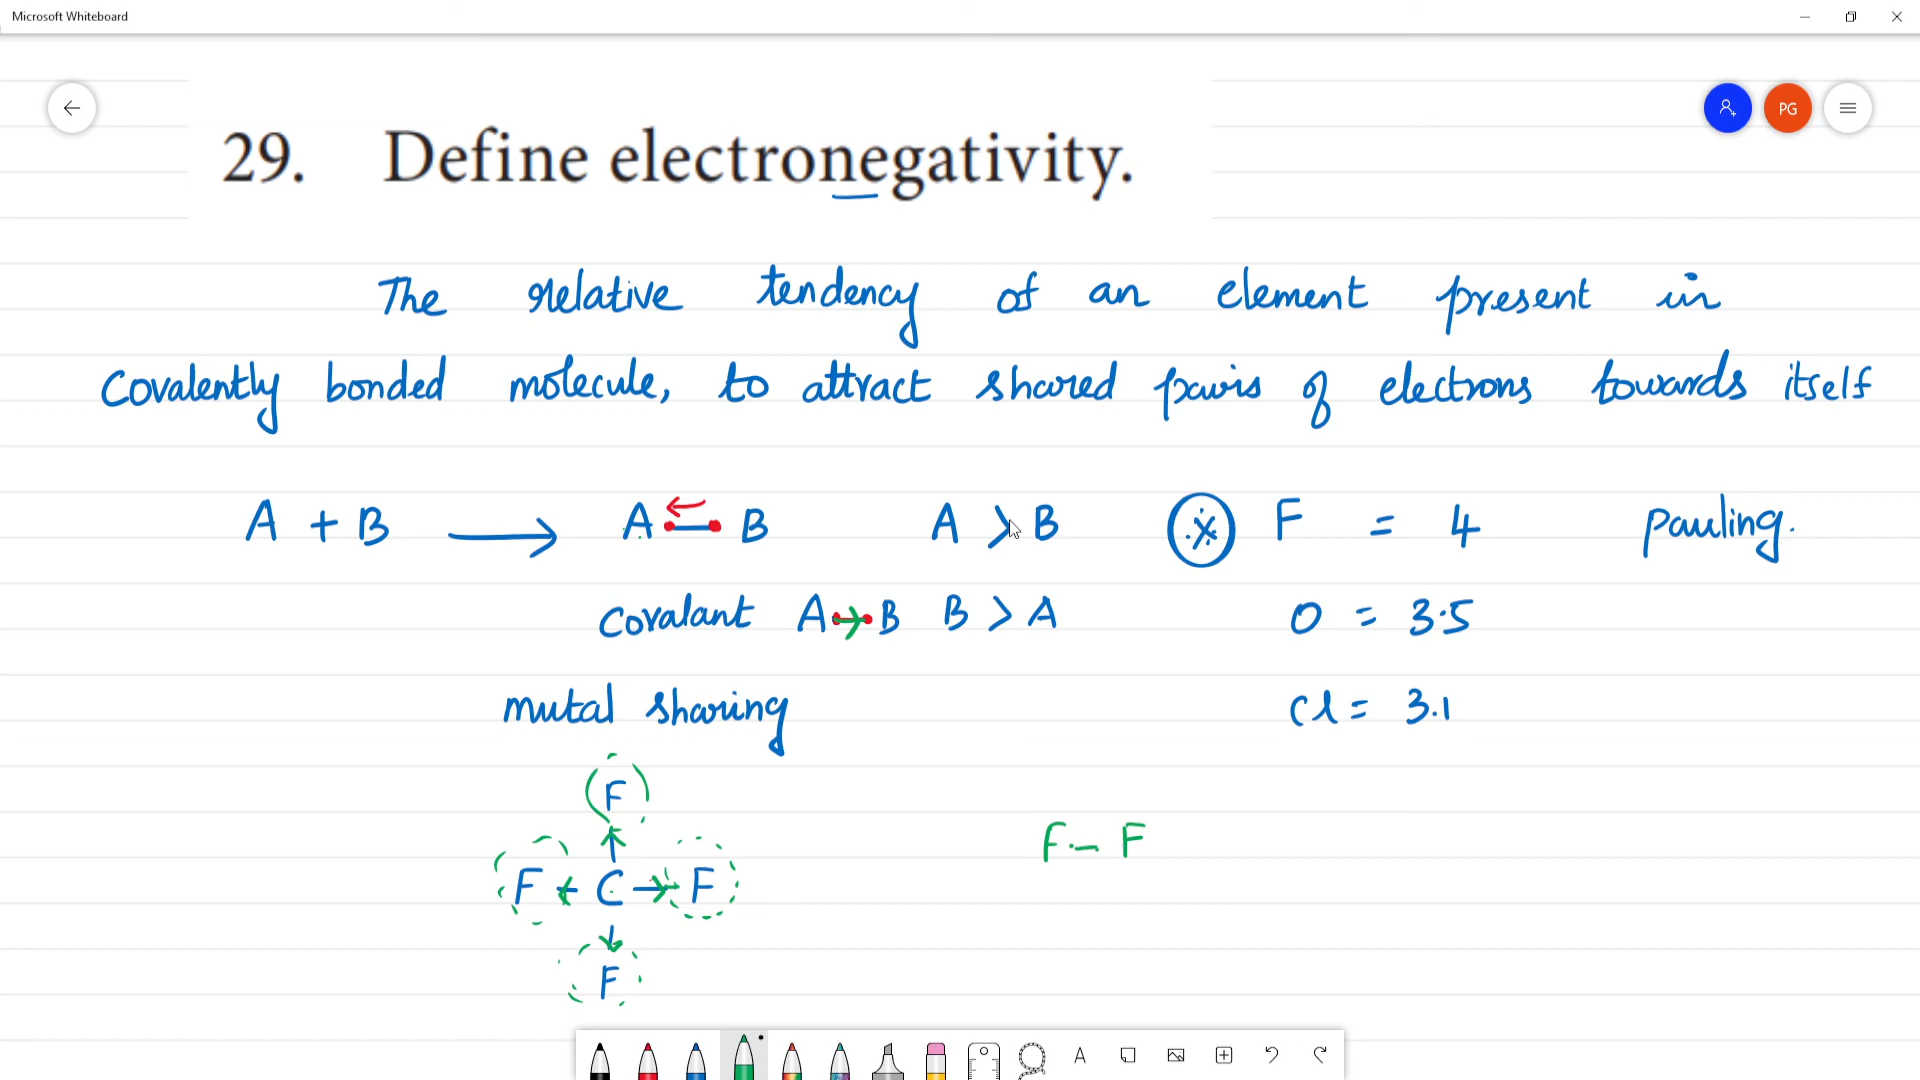 Microsoft Whiteboard
PG
29. Define electronegativity.
The relative tendency of an element present in
Covalently bonded molecule, to attract shared pairs of electrons towards itself
A + B → A B A > B * F = 4 Pauling.
Covalant A → B B > A O = 3.5
mutal sharing Cl = 3.1
F
F - F
F ← C → F
F
A